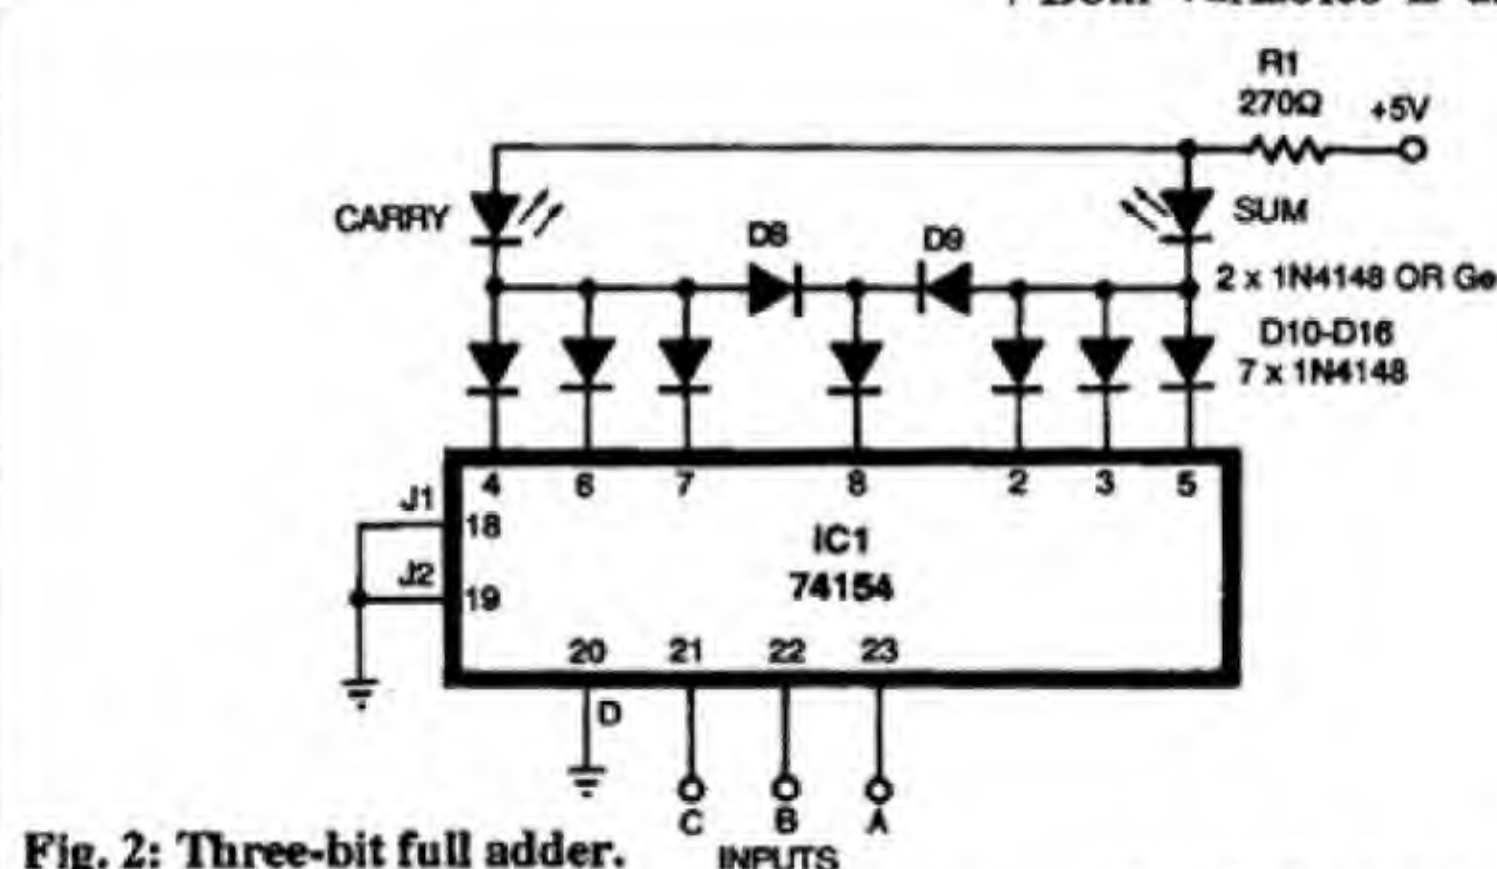 R1
270Ω +5V
CARRY
SUM
D8 D9
2 x 1N4148 OR Ge
D10-D16
7 x 1N4148
4 6 7 8 2 3 5
J1
18
IC1
J2
74154
19
20 21 22 23
D
C B A
Fig. 2: Three-bit full adder.
INPUTS